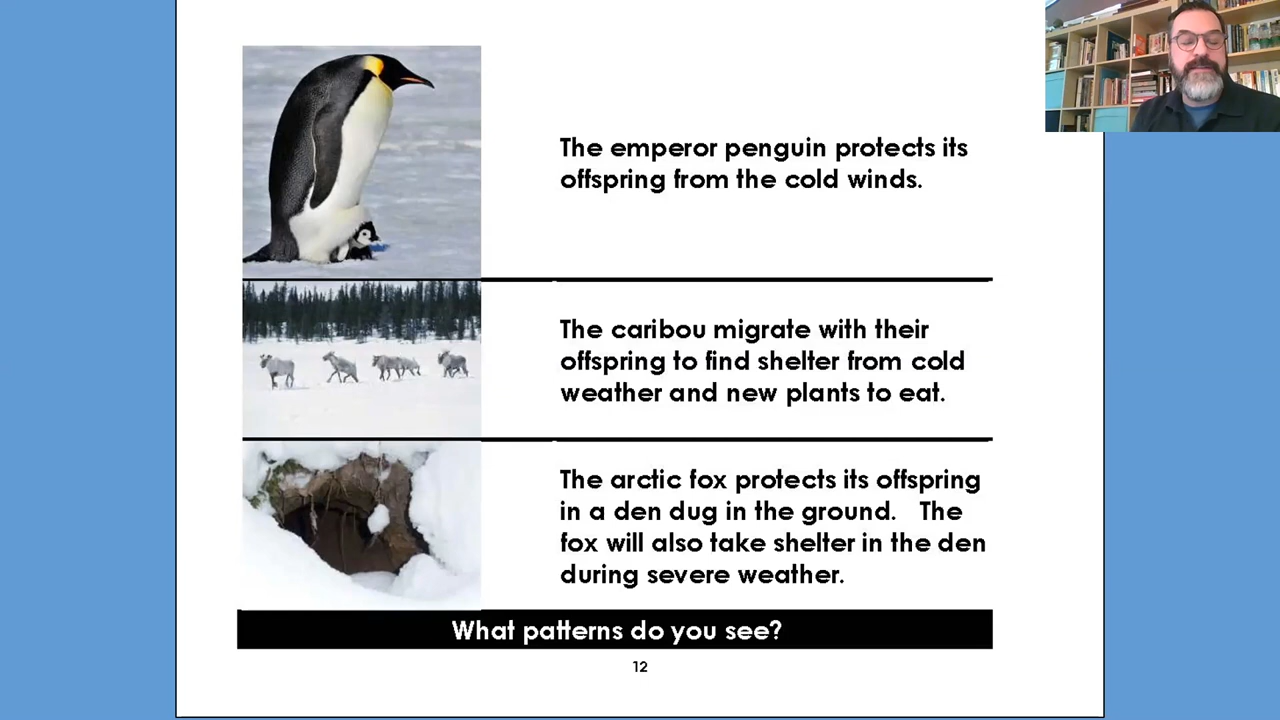 The emperor penguin protects its
offspring from the cold winds.
The caribou migrate with their
offspring to find shelter from cold
weather and new plants to eat.
The arctic fox protects its offspring
in a den dug in the ground.   The
fox will also take shelter in the den
during severe weather.
What patterns do you see?
12